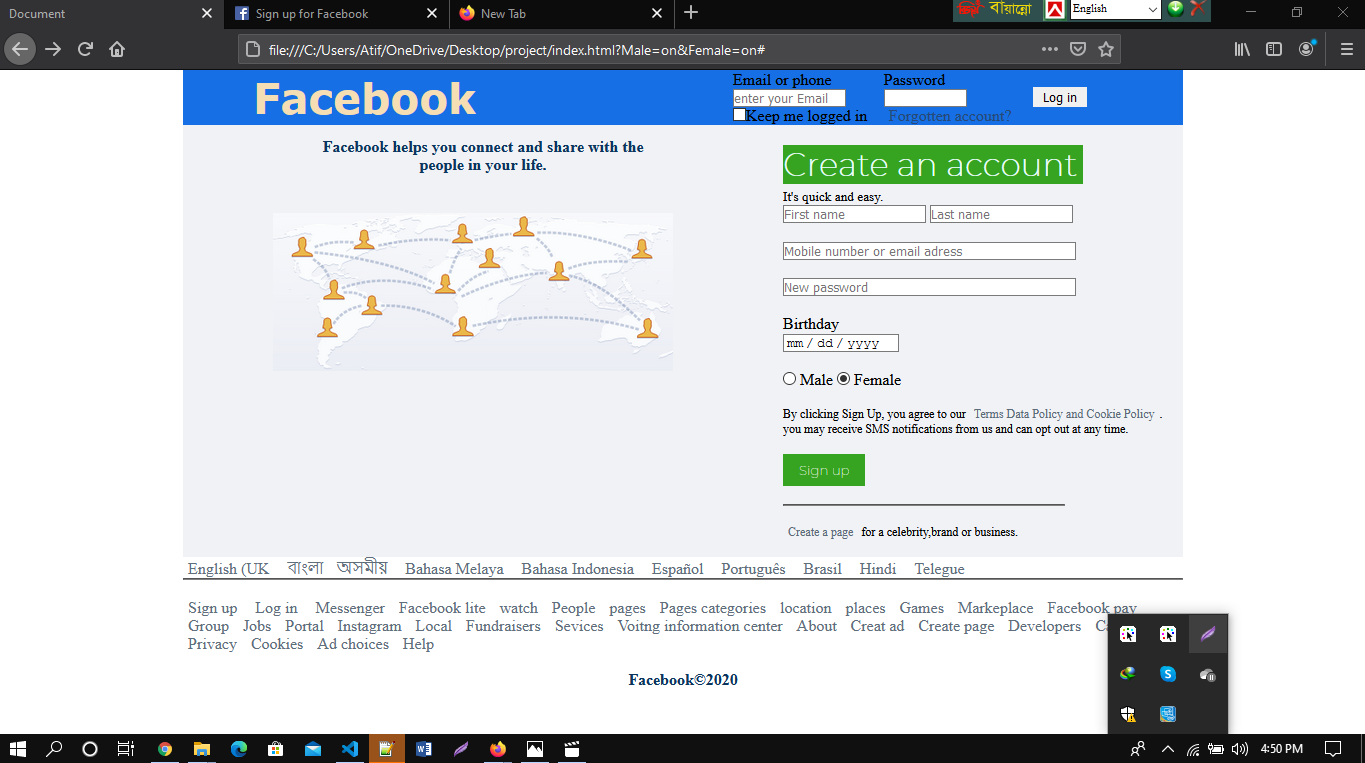 Document
Sign up for Facebook
New Tab
বায়ান্নো
English
file:///C:/Users/Atif/OneDrive/Desktop/project/index.html?Male=on&Female=on#
Facebook
Email or phone
Password
enter your Email
Log in
Keep me logged in
Forgotten account?
Facebook helps you connect and share with the
people in your life.
Create an account
It's quick and easy.
First name
Last name
Mobile number or email adress
New password
Birthday
mm / dd / yyyy
Male Female
By clicking Sign Up, you agree to our Terms Data Policy and Cookie Policy .
you may receive SMS notifications from us and can opt out at any time.
Sign up
Create a page for a celebrity,brand or business.
English (UK বাংলা অসমীয় Bahasa Melaya Bahasa Indonesia Español Português Brasil Hindi Telegue
Sign up Log in Messenger Facebook lite watch People pages Pages categories location places Games Markeplace Facebook pay
Group Jobs Portal Instagram Local Fundraisers Sevices Voitng information center About Creat ad Create page Developers
Privacy Cookies Ad choices Help
Facebook©2020
4:50 PM